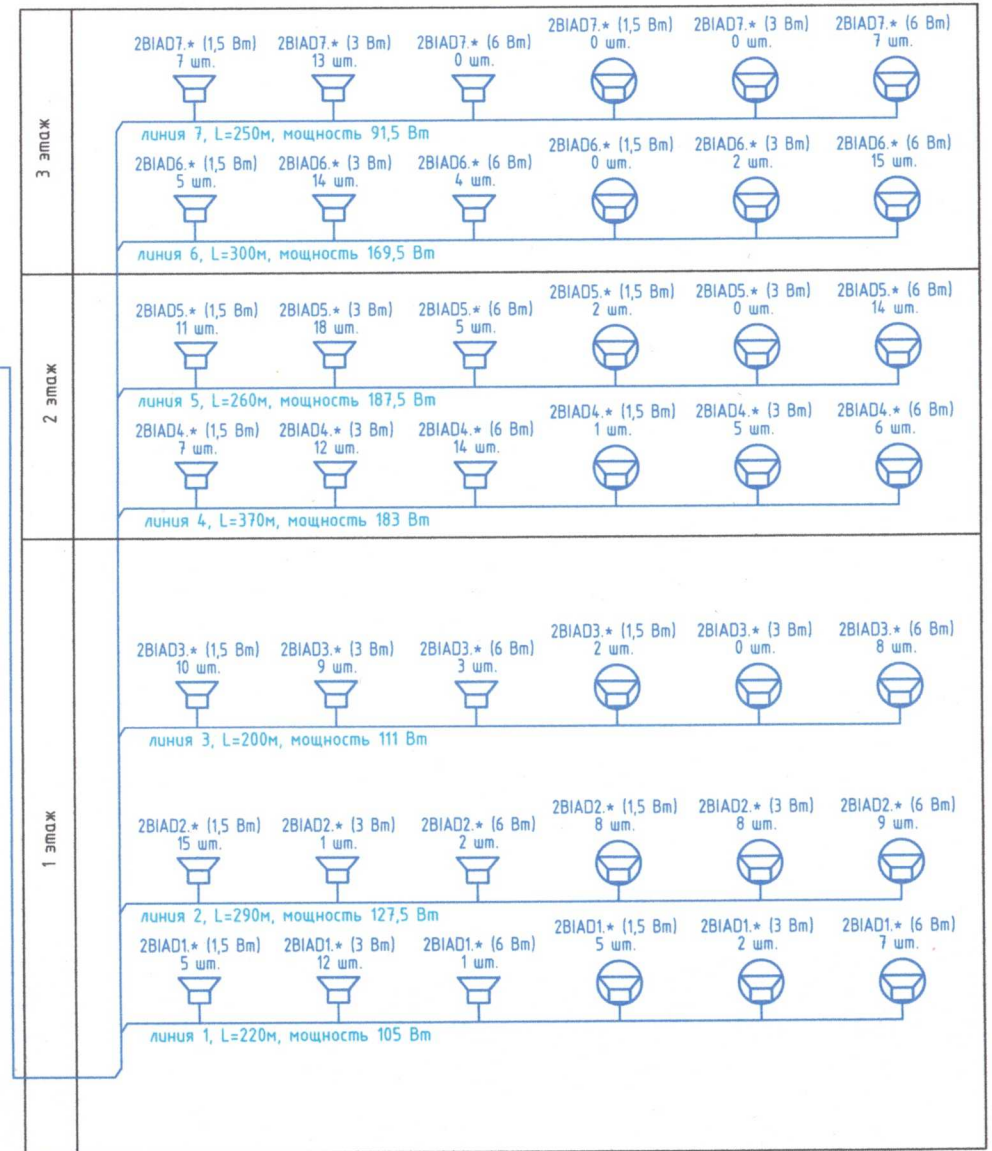 3 этаж
2BIAD7.* (1,5 Вт) 2BIAD7.* (3 Вт) 2BIAD7.* (6 Вт) 2BIAD7.* (1,5 Вт) 2BIAD7.* (3 Вт) 2BIAD7.* (6 Вт)
7 шт. 13 шт. 0 шт. 0 шт. 0 шт. 7 шт.
линия 7, L=250м, мощность 91,5 Вт
2BIAD6.* (1,5 Вт) 2BIAD6.* (3 Вт) 2BIAD6.* (6 Вт) 2BIAD6.* (1,5 Вт) 2BIAD6.* (3 Вт) 2BIAD6.* (6 Вт)
5 шт. 14 шт. 4 шт. 0 шт. 2 шт. 15 шт.
линия 6, L=300м, мощность 169,5 Вт
2 этаж
2BIAD5.* (1,5 Вт) 2BIAD5.* (3 Вт) 2BIAD5.* (6 Вт) 2BIAD5.* (1,5 Вт) 2BIAD5.* (3 Вт) 2BIAD5.* (6 Вт)
11 шт. 18 шт. 5 шт. 2 шт. 0 шт. 14 шт.
линия 5, L=260м, мощность 187,5 Вт
2BIAD4.* (1,5 Вт) 2BIAD4.* (3 Вт) 2BIAD4.* (6 Вт) 2BIAD4.* (1,5 Вт) 2BIAD4.* (3 Вт) 2BIAD4.* (6 Вт)
7 шт. 12 шт. 14 шт. 1 шт. 5 шт. 6 шт.
линия 4, L=370м, мощность 183 Вт
1 этаж
2BIAD3.* (1,5 Вт) 2BIAD3.* (3 Вт) 2BIAD3.* (6 Вт) 2BIAD3.* (1,5 Вт) 2BIAD3.* (3 Вт) 2BIAD3.* (6 Вт)
10 шт. 9 шт. 3 шт. 2 шт. 0 шт. 8 шт.
линия 3, L=200м, мощность 111 Вт
2BIAD2.* (1,5 Вт) 2BIAD2.* (3 Вт) 2BIAD2.* (6 Вт) 2BIAD2.* (1,5 Вт) 2BIAD2.* (3 Вт) 2BIAD2.* (6 Вт)
15 шт. 1 шт. 2 шт. 8 шт. 8 шт. 9 шт.
линия 2, L=290м, мощность 127,5 Вт
2BIAD1.* (1,5 Вт) 2BIAD1.* (3 Вт) 2BIAD1.* (6 Вт) 2BIAD1.* (1,5 Вт) 2BIAD1.* (3 Вт) 2BIAD1.* (6 Вт)
5 шт. 12 шт. 1 шт. 5 шт. 2 шт. 7 шт.
линия 1, L=220м, мощность 105 Вт